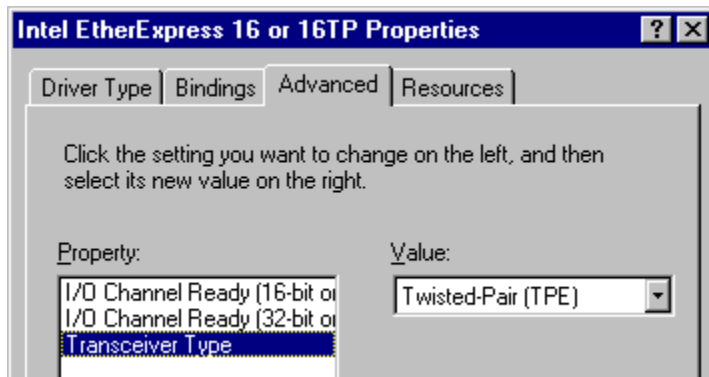 Intel EtherExpress 16 or 16TP Properties ? ×
Driver Type Bindings Advanced Resources
Click the setting you want to change on the left, and then
select its new value on the right.
Property: Value:
I/O Channel Ready (16-bit or Twisted-Pair (TPE)
I/O Channel Ready (32-bit or
Transceiver Type